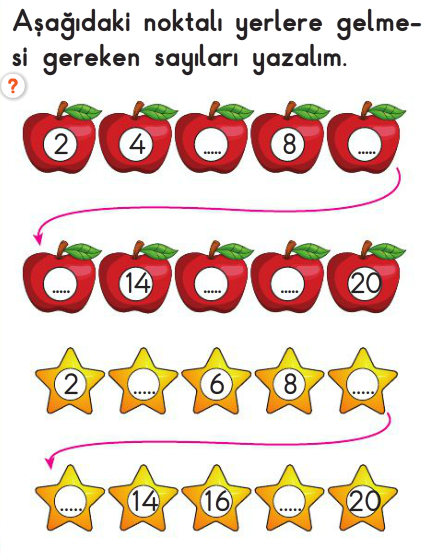 Aşağıdaki noktalı yerlere gelme-
si gereken sayıları yazalım.
?
2 4 ..... 8 .....
..... 14 ..... ..... 20
2 ..... 6 8 .....
..... 14 16 ..... 20